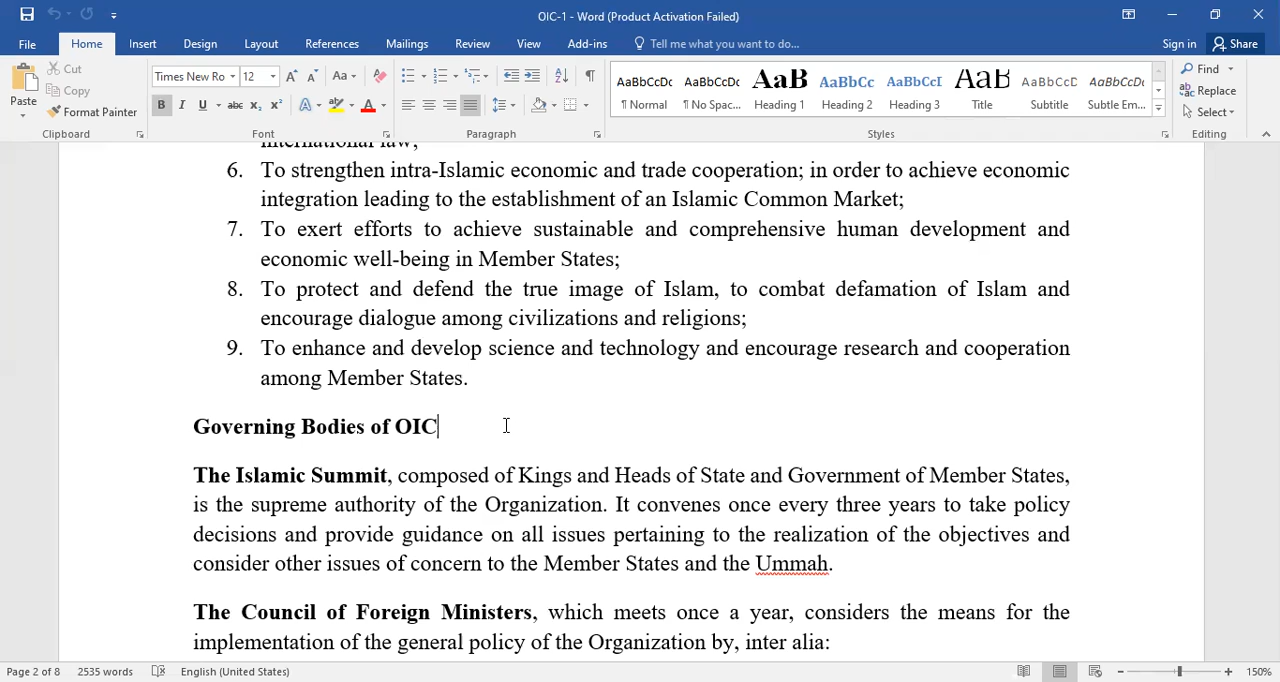 OIC-1 - Word (Product Activation Failed)
File Home Insert Design Layout References Mailings Review View Add-ins Tell me what you want to do... Sign in Share
Paste Cut Copy Format Painter
Clipboard
Times New Ro 12 Aa
B I U abc X₂ X² A A
Font
Paragraph
AaBbCcDc AaBbCcDc AaB AaBbCc AaBbCcI AaB AaBbCcD AaBbCcDc
¶ Normal ¶ No Spac... Heading 1 Heading 2 Heading 3 Title Subtitle Subtle Em...
Styles
Find
Replace
Select
Editing
international law;
6. To strengthen intra-Islamic economic and trade cooperation; in order to achieve economic
integration leading to the establishment of an Islamic Common Market;
7. To exert efforts to achieve sustainable and comprehensive human development and
economic well-being in Member States;
8. To protect and defend the true image of Islam, to combat defamation of Islam and
encourage dialogue among civilizations and religions;
9. To enhance and develop science and technology and encourage research and cooperation
among Member States.
Governing Bodies of OIC
The Islamic Summit, composed of Kings and Heads of State and Government of Member States,
is the supreme authority of the Organization. It convenes once every three years to take policy
decisions and provide guidance on all issues pertaining to the realization of the objectives and
consider other issues of concern to the Member States and the Ummah.
The Council of Foreign Ministers, which meets once a year, considers the means for the
implementation of the general policy of the Organization by, inter alia:
Page 2 of 8 2535 words English (United States) 150%